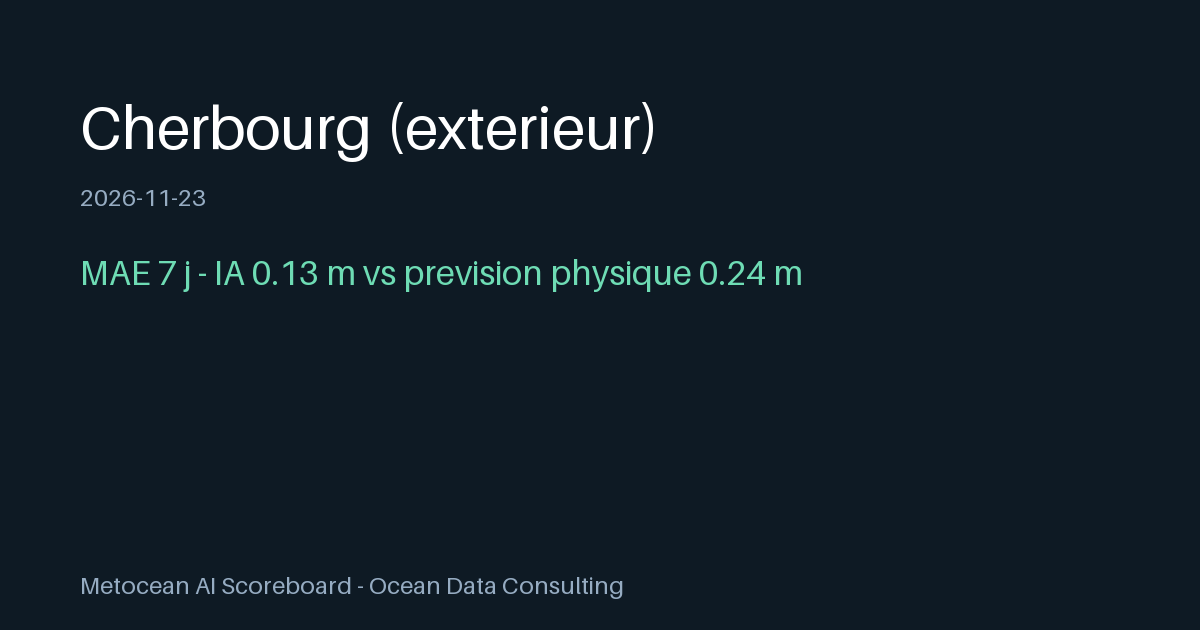 Cherbourg (exterieur)
2026-11-23
MAE 7 j - IA 0.13 m vs prevision physique 0.24 m
Metocean AI Scoreboard - Ocean Data Consulting